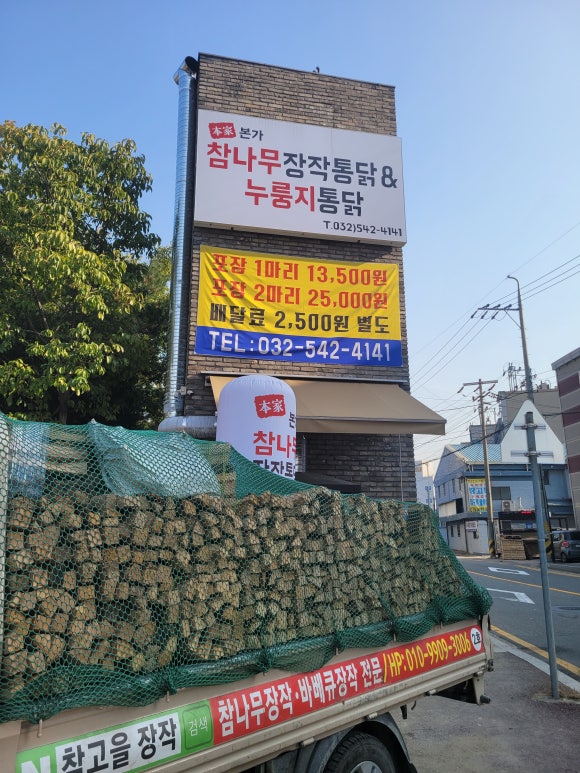 本家 본가
참나무장작통닭&
누룽지통닭
T.032)542-4141
포장 1마리 13,500원
포장 2마리 25,000원
배달료 2,500원 별도
TEL:032-542-4141
本家
참나무
장작통
N 참고을 장작 검색
참나무장작·바베큐장작 전문/HP·010-9909-3006